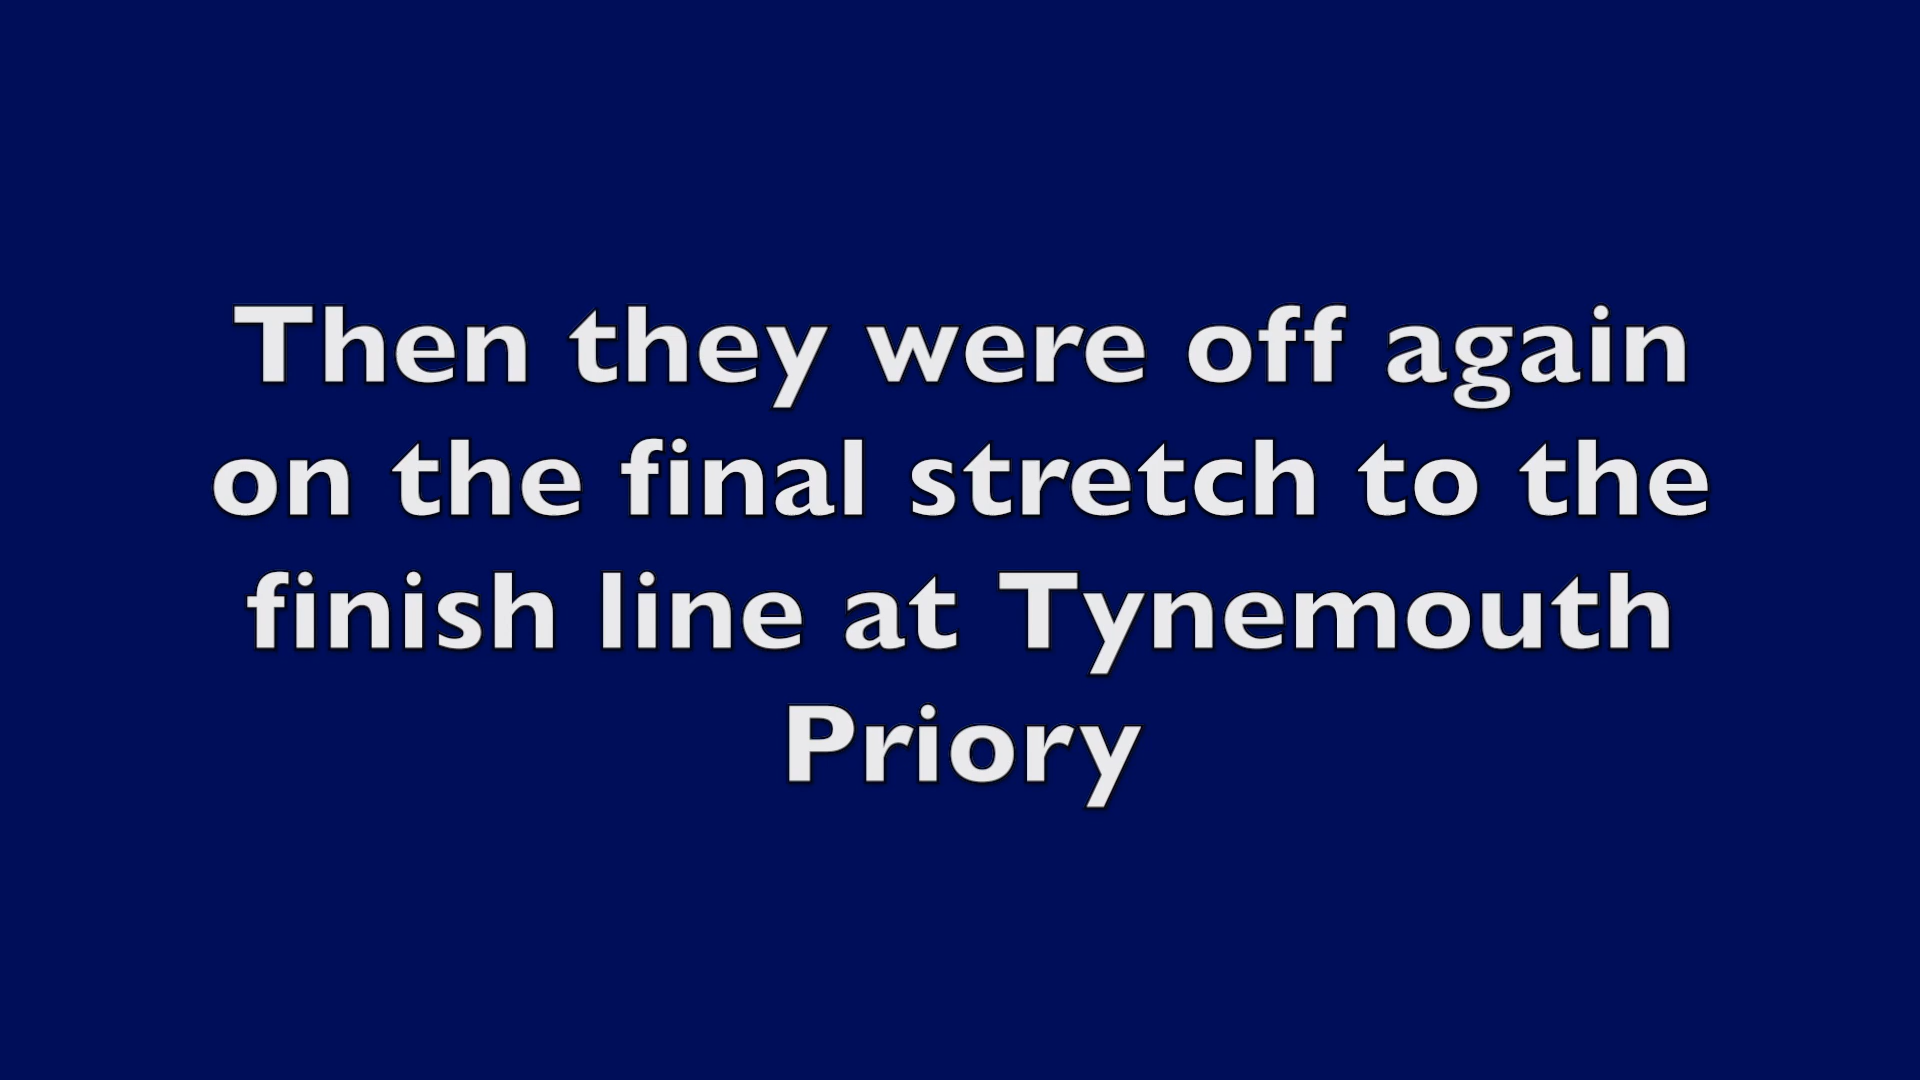 Then they were off again
on the final stretch to the
finish line at Tynemouth
Priory